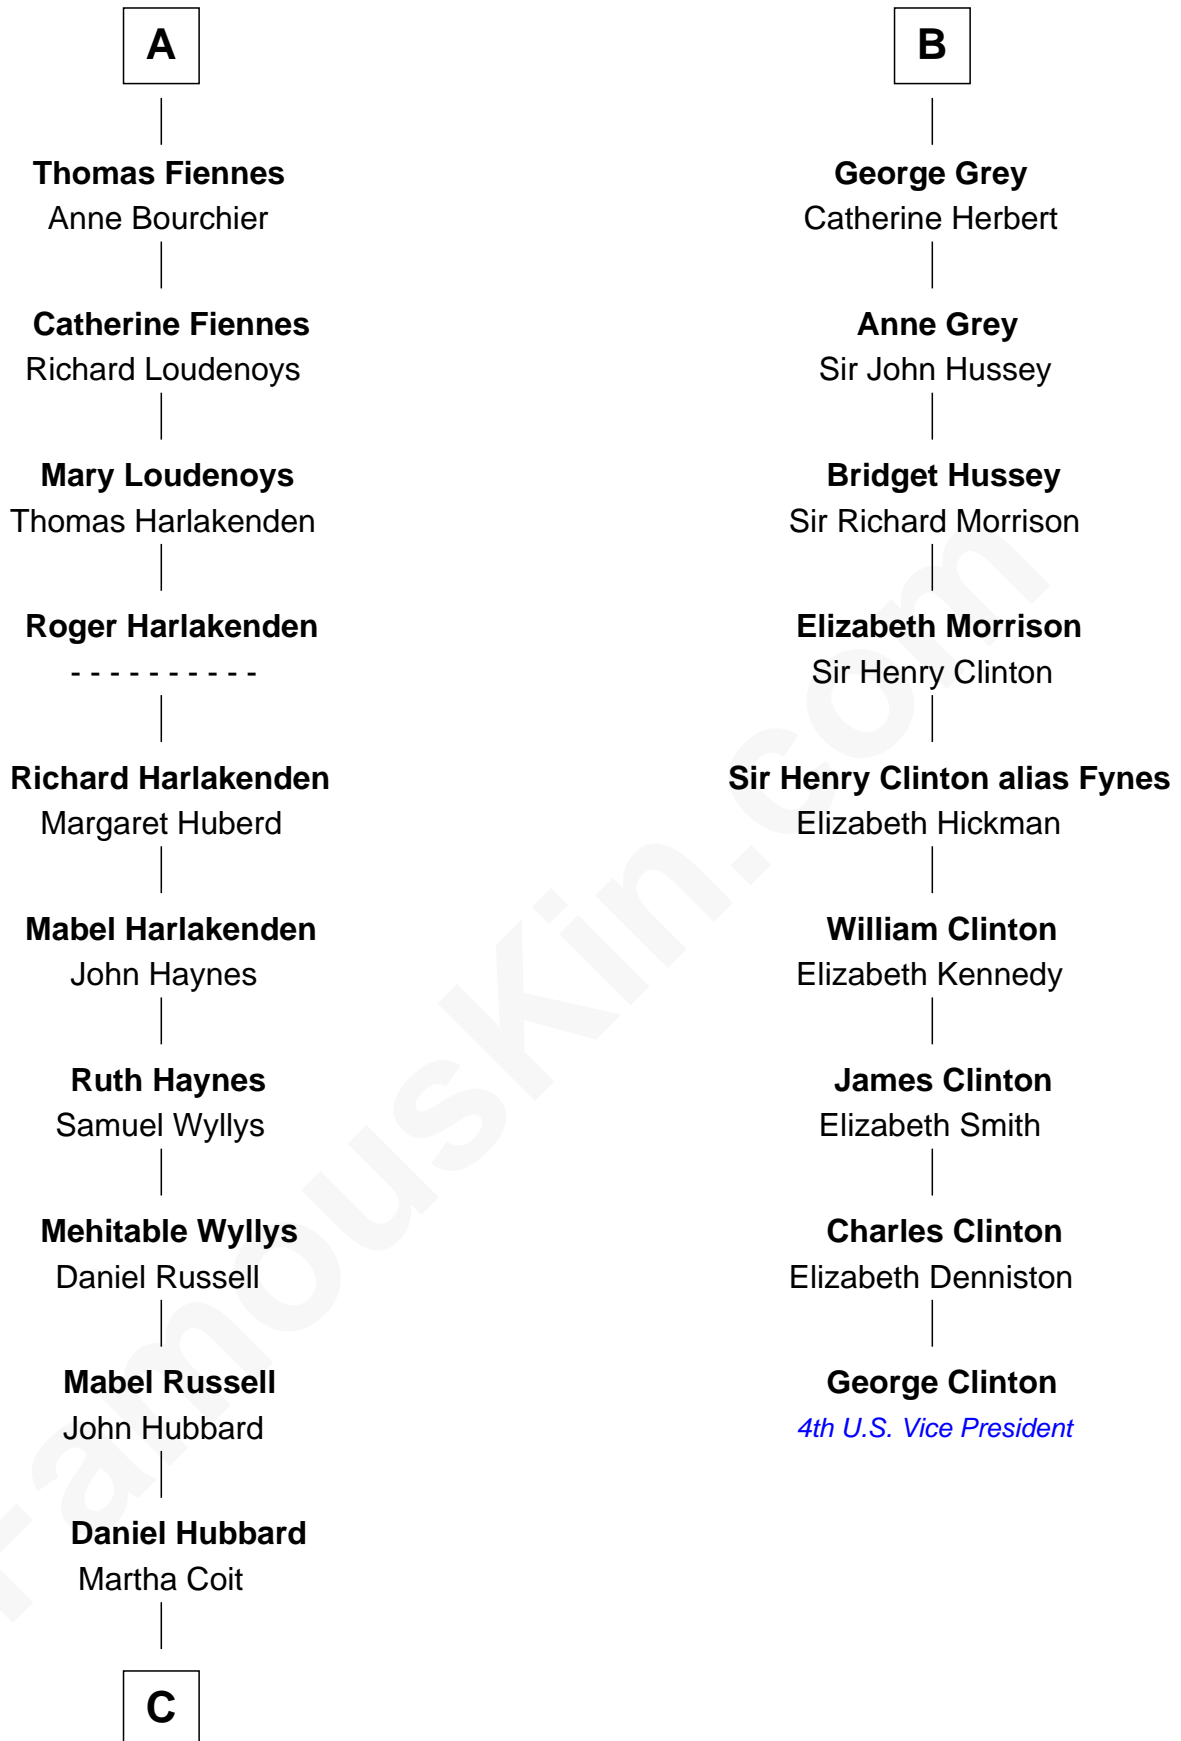 A
Thomas Fiennes
Anne Bourchier
Catherine Fiennes
Richard Loudenoys
Mary Loudenoys
Thomas Harlakenden
Roger Harlakenden
- - - - - - - - - -
Richard Harlakenden
Margaret Huberd
Mabel Harlakenden
John Haynes
Ruth Haynes
Samuel Wyllys
Mehitable Wyllys
Daniel Russell
Mabel Russell
John Hubbard
Daniel Hubbard
Martha Coit
C
B
George Grey
Catherine Herbert
Anne Grey
Sir John Hussey
Bridget Hussey
Sir Richard Morrison
Elizabeth Morrison
Sir Henry Clinton
Sir Henry Clinton alias Fynes
Elizabeth Hickman
William Clinton
Elizabeth Kennedy
James Clinton
Elizabeth Smith
Charles Clinton
Elizabeth Denniston
George Clinton
4th U.S. Vice President
FamousKin.com